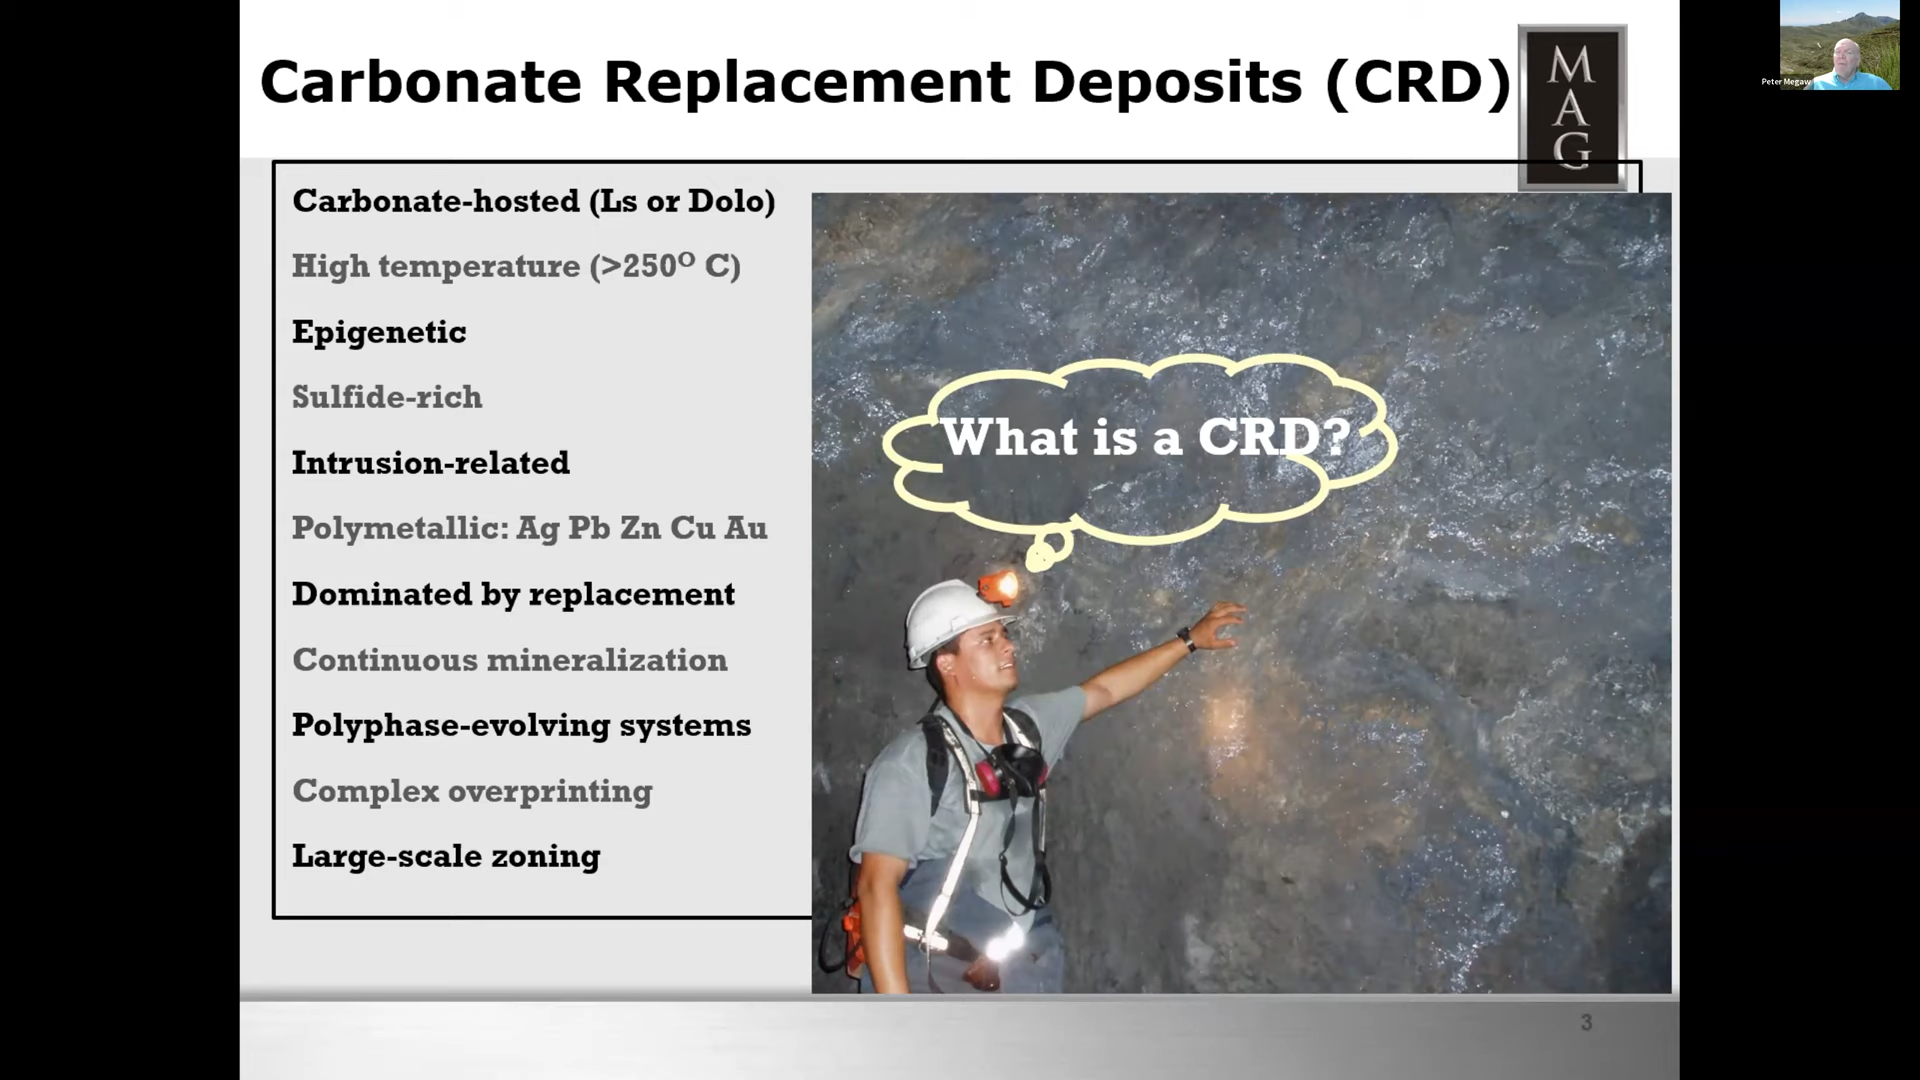 Carbonate Replacement Deposits (CRD)
MAG
Peter Megaw
Carbonate-hosted (Ls or Dolo)
High temperature (>250º C)
Epigenetic
Sulfide-rich
Intrusion-related
Polymetallic: Ag Pb Zn Cu Au
Dominated by replacement
Continuous mineralization
Polyphase-evolving systems
Complex overprinting
Large-scale zoning
What is a CRD?
3